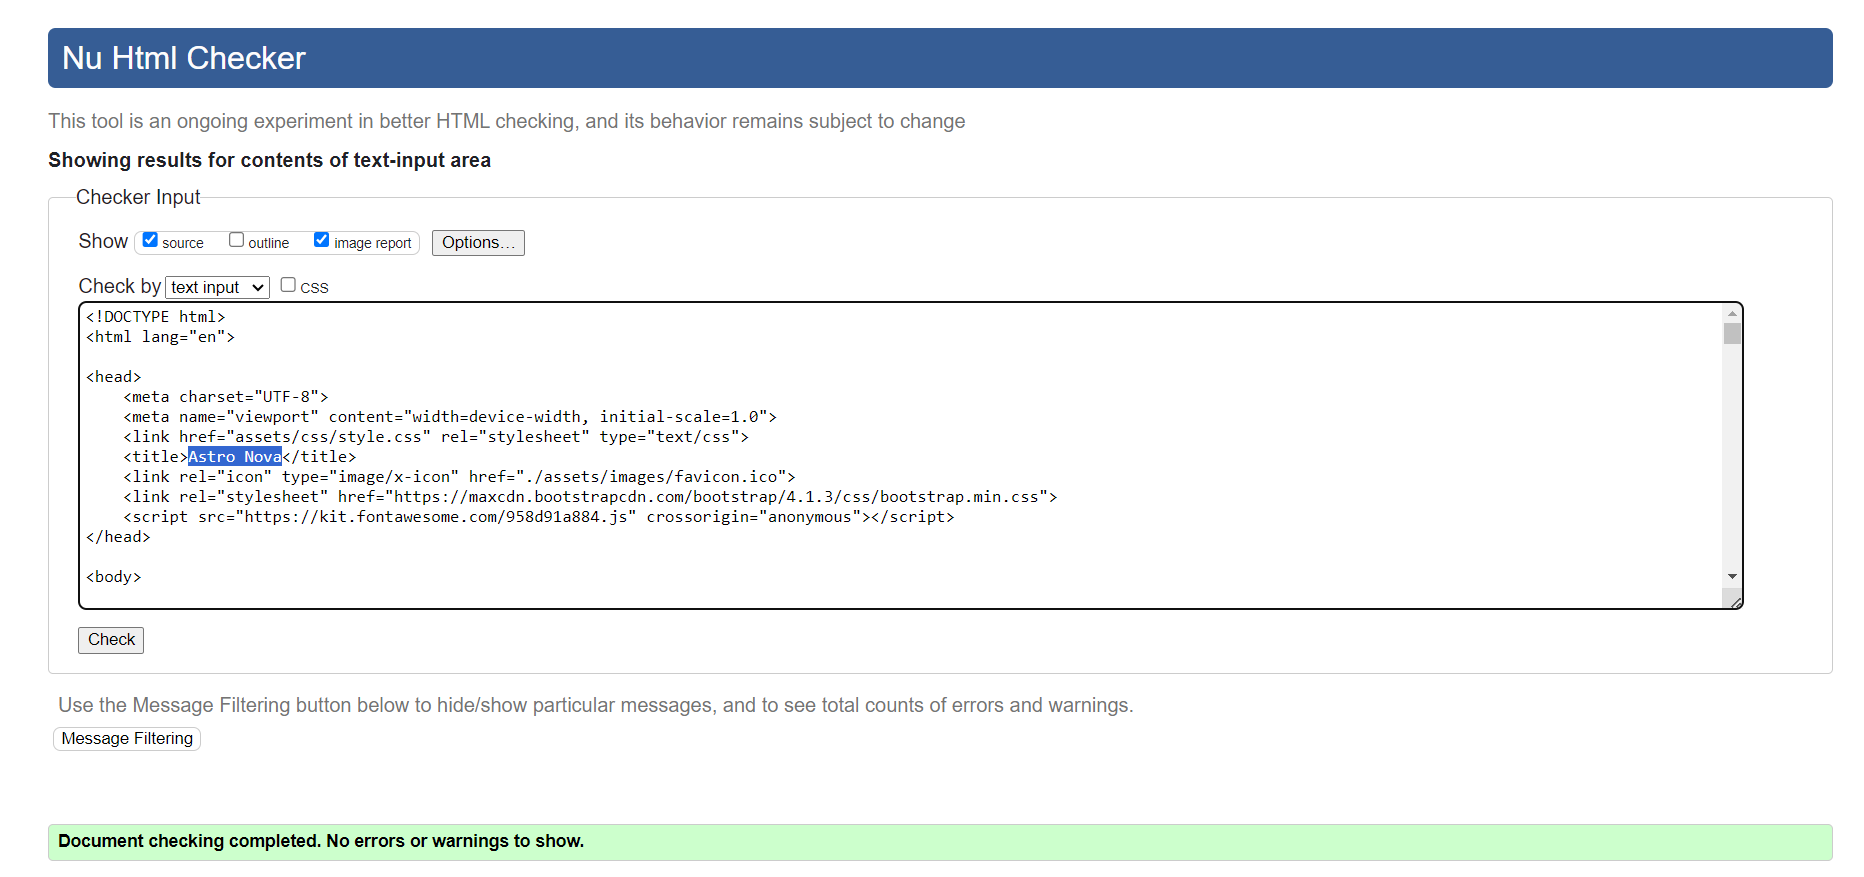 Nu Html Checker
This tool is an ongoing experiment in better HTML checking, and its behavior remains subject to change
Showing results for contents of text-input area
Checker Input
Show source outline image report Options...
Check by text input CSS
<!DOCTYPE html>
<html lang="en">
<head>
    <meta charset="UTF-8">
    <meta name="viewport" content="width=device-width, initial-scale=1.0">
    <link href="assets/css/style.css" rel="stylesheet" type="text/css">
    <title>Astro Nova</title>
    <link rel="icon" type="image/x-icon" href="./assets/images/favicon.ico">
    <link rel="stylesheet" href="https://maxcdn.bootstrapcdn.com/bootstrap/4.1.3/css/bootstrap.min.css">
    <script src="https://kit.fontawesome.com/958d91a884.js" crossorigin="anonymous"></script>
</head>
<body>
Check
Use the Message Filtering button below to hide/show particular messages, and to see total counts of errors and warnings.
Message Filtering
Document checking completed. No errors or warnings to show.